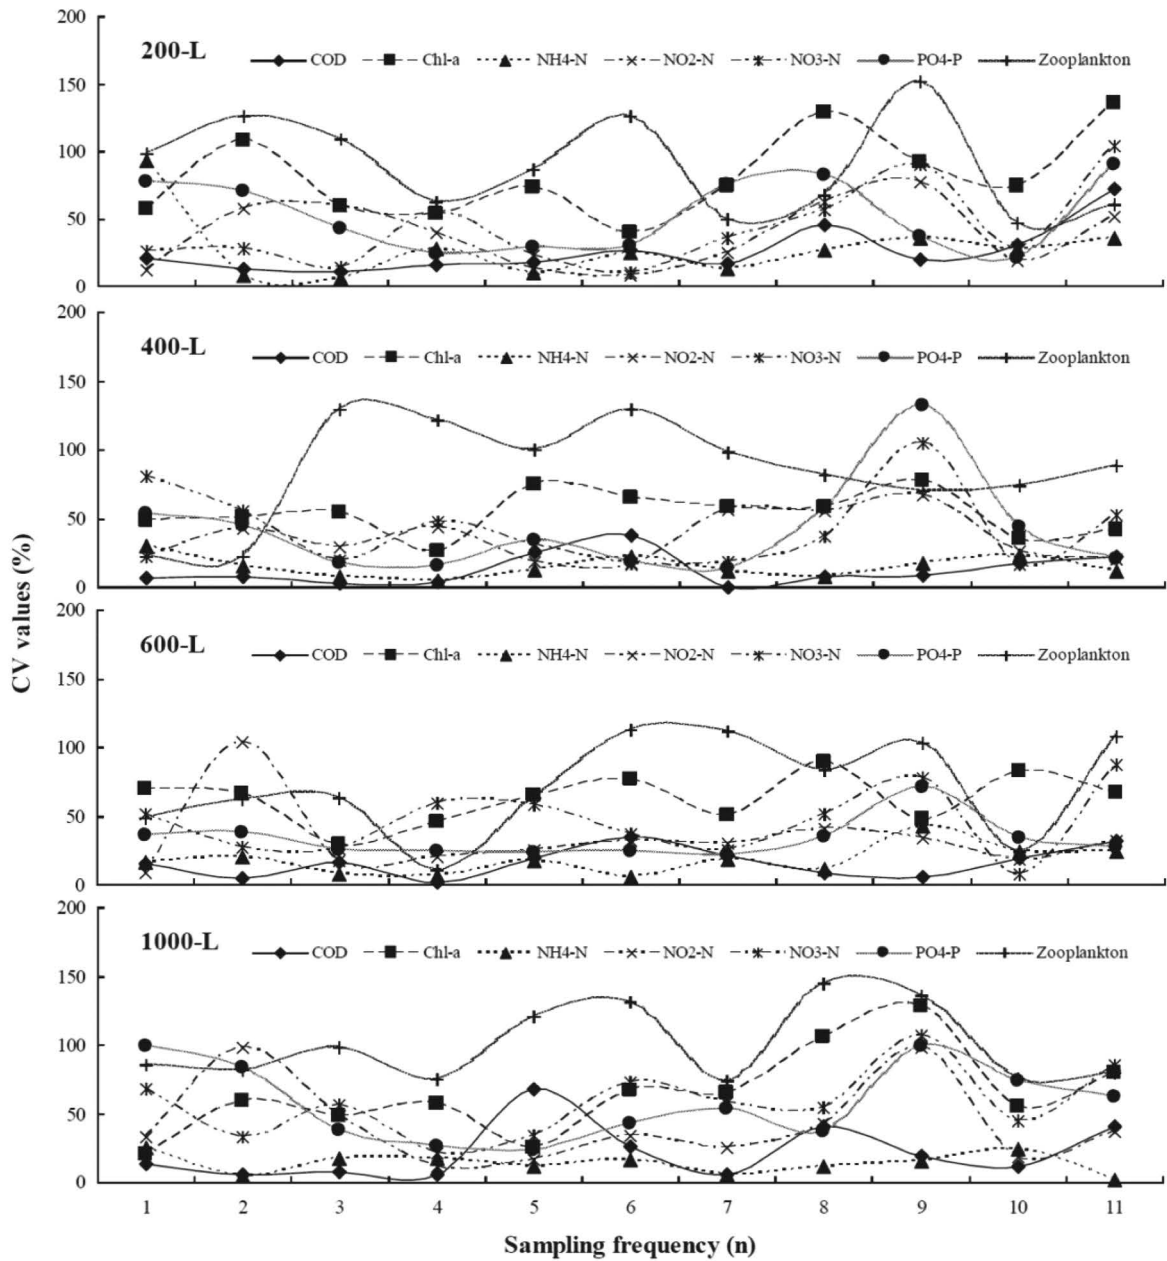 200
200-L COD Chl-a NH4-N NO2-N NO3-N PO4-P Zooplankton
150
100
50
0
200
400-L COD Chl-a NH4-N NO2-N NO3-N PO4-P Zooplankton
150
100
50
0
CV values (%)
200
600-L COD Chl-a NH4-N NO2-N NO3-N PO4-P Zooplankton
150
100
50
0
200
1000-L COD Chl-a NH4-N NO2-N NO3-N PO4-P Zooplankton
150
100
50
0
1 2 3 4 5 6 7 8 9 10 11
Sampling frequency (n)